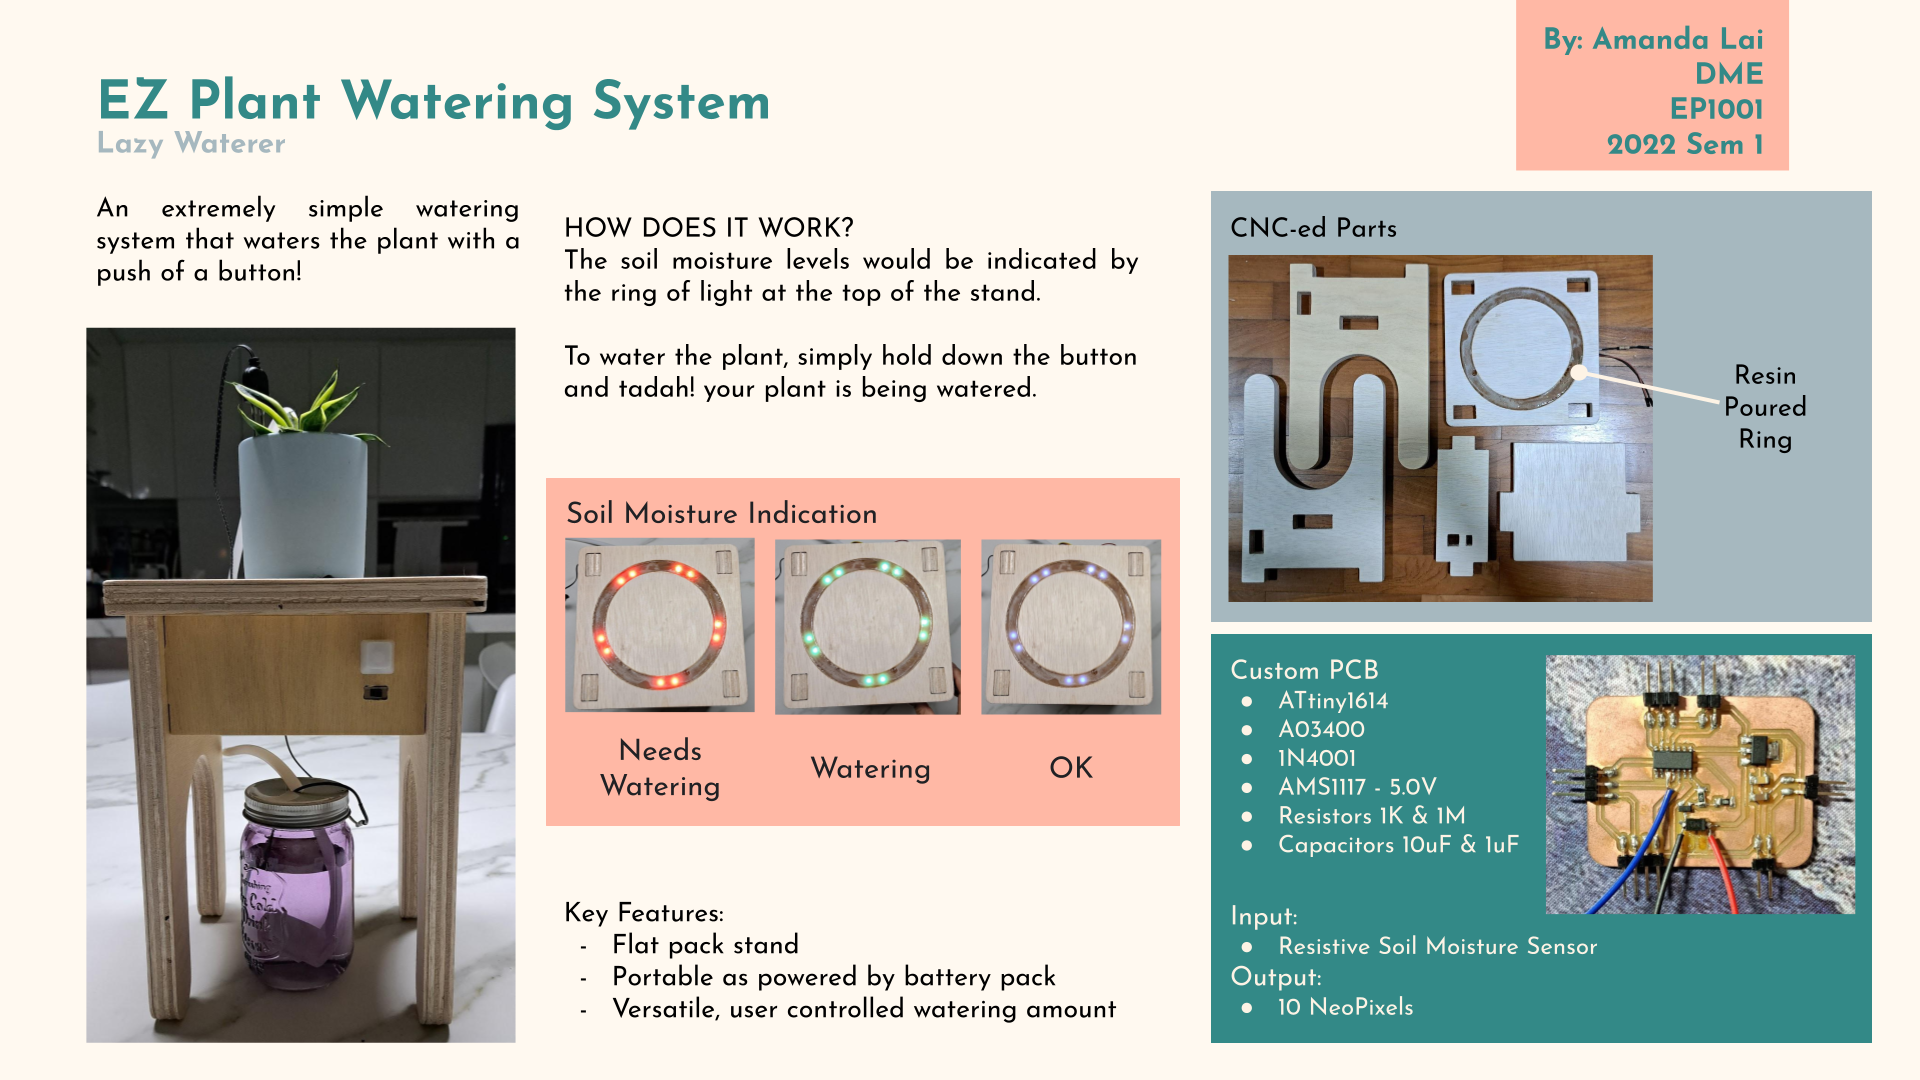 By: Amanda Lai
DME
EP1001
2022 Sem 1
EZ Plant Watering System
Lazy Waterer
An extremely simple watering
system that waters the plant with a
push of a button!
HOW DOES IT WORK?
The soil moisture levels would be indicated by
the ring of light at the top of the stand.
To water the plant, simply hold down the button
and tadah! your plant is being watered.
Soil Moisture Indication
Needs
Watering
Watering
OK
Key Features:
- Flat pack stand
- Portable as powered by battery pack
- Versatile, user controlled watering amount
CNC-ed Parts
Resin
Poured
Ring
Custom PCB
● ATtiny1614
● A03400
● 1N4001
● AMS1117 - 5.0V
● Resistors 1K & 1M
● Capacitors 10uF & 1uF
Input:
● Resistive Soil Moisture Sensor
Output:
● 10 NeoPixels